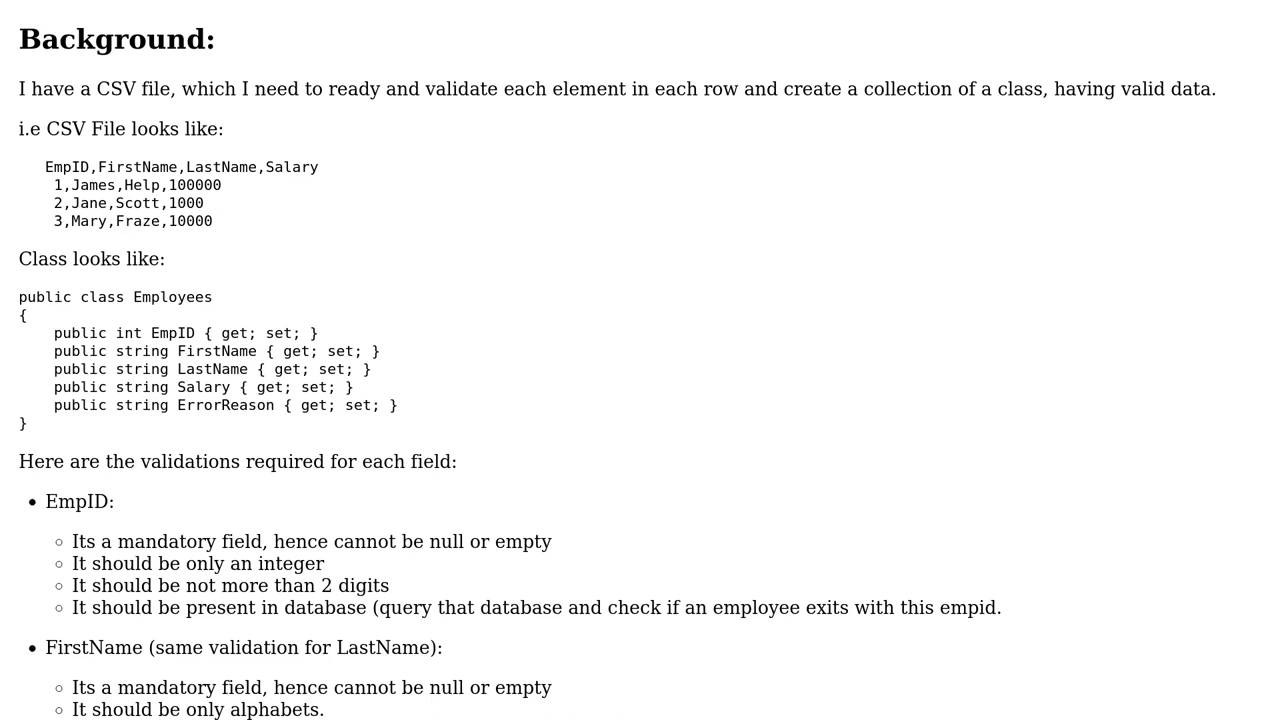 Background:
I have a CSV file, which I need to ready and validate each element in each row and create a collection of a class, having valid data.
i.e CSV File looks like:
EmpID,FirstName,LastName,Salary
1,James,Help,100000
2,Jane,Scott,1000
3,Mary,Fraze,10000
Class looks like:
public class Employees
{
    public int EmpID { get; set; }
    public string FirstName { get; set; }
    public string LastName { get; set; }
    public string Salary { get; set; }
    public string ErrorReason { get; set; }
}
Here are the validations required for each field:
• EmpID:
◦ Its a mandatory field, hence cannot be null or empty
◦ It should be only an integer
◦ It should be not more than 2 digits
◦ It should be present in database (query that database and check if an employee exits with this empid.
• FirstName (same validation for LastName):
◦ Its a mandatory field, hence cannot be null or empty
◦ It should be only alphabets.